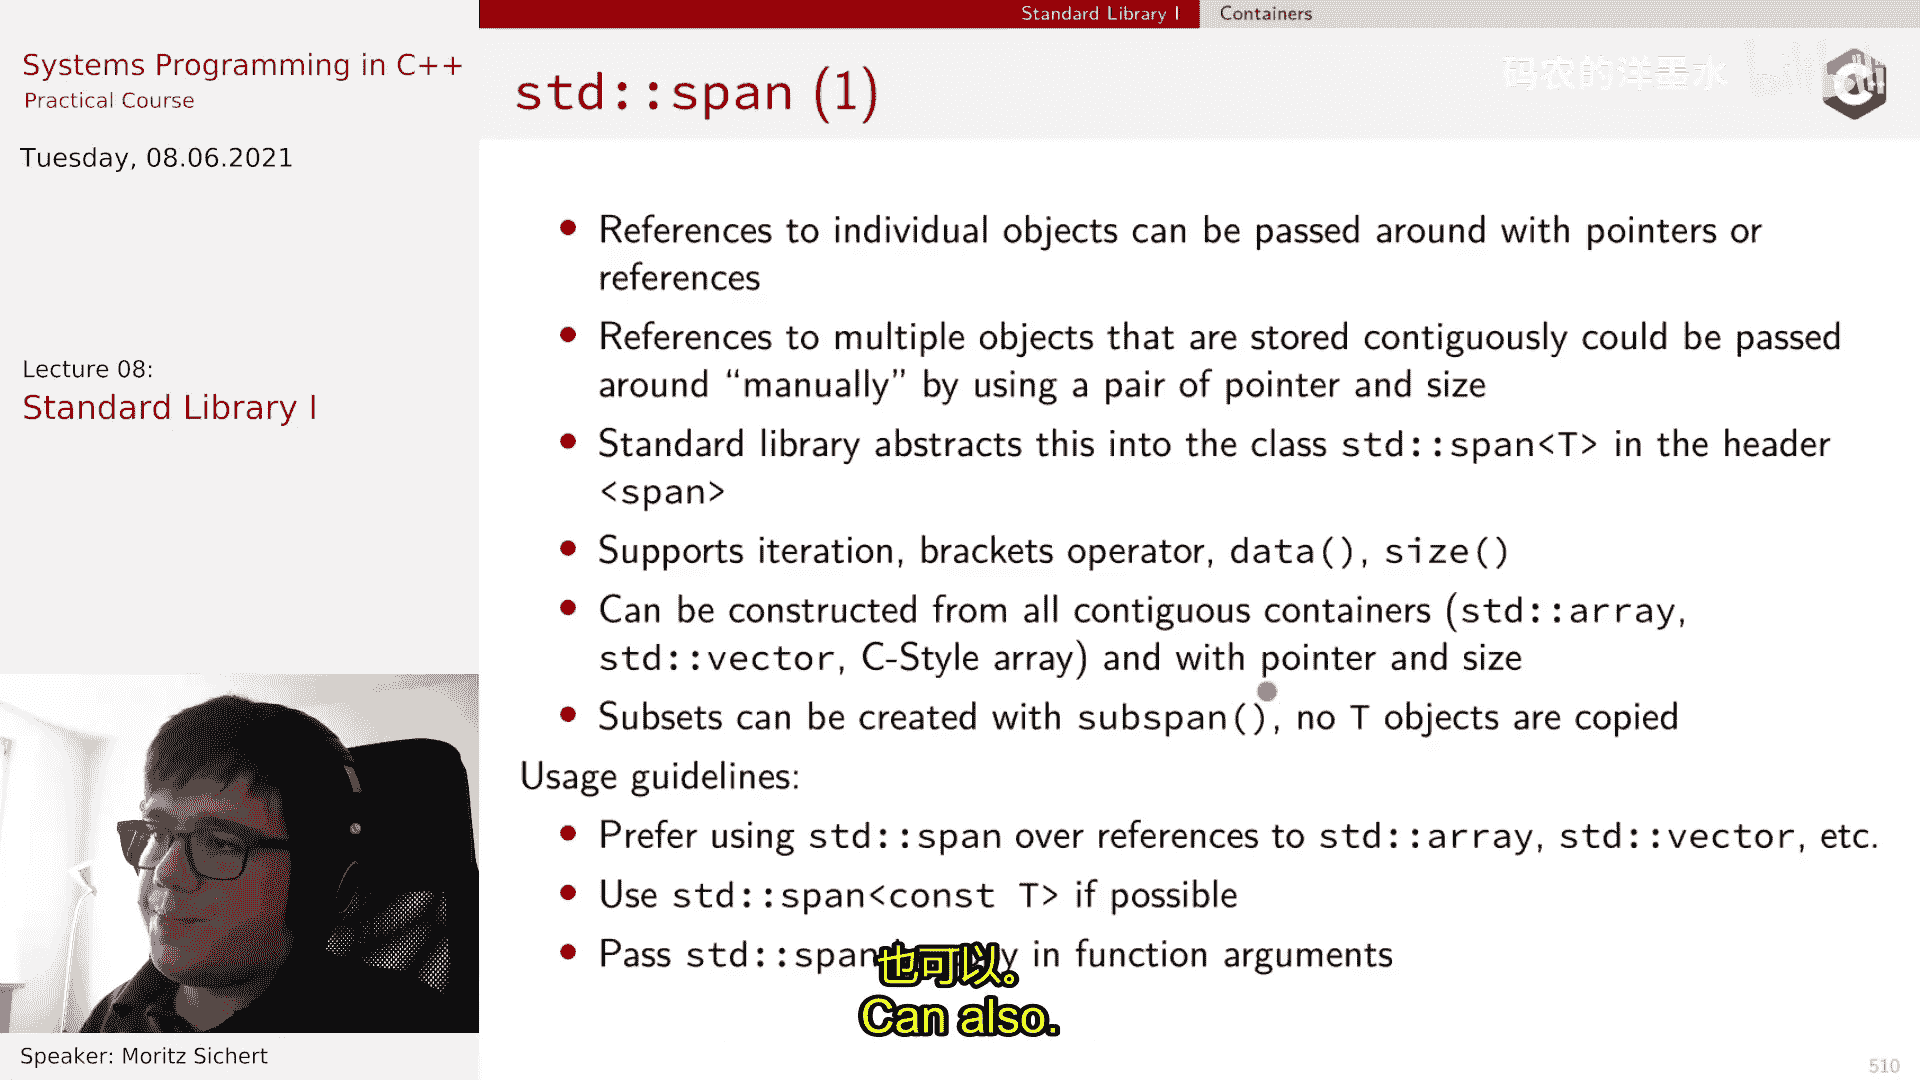 Standard Library I
Containers
Systems Programming in C++
Practical Course
Tuesday, 08.06.2021
Lecture 08:
Standard Library I
Speaker: Moritz Sichert
std::span (1)
码农的洋墨水
References to individual objects can be passed around with pointers or
references
References to multiple objects that are stored contiguously could be passed
around “manually” by using a pair of pointer and size
Standard library abstracts this into the class std::span<T> in the header
<span>
Supports iteration, brackets operator, data(), size()
Can be constructed from all contiguous containers (std::array,
std::vector, C-Style array) and with pointer and size
Subsets can be created with subspan(), no T objects are copied
Usage guidelines:
Prefer using std::span over references to std::array, std::vector, etc.
Use std::span<const T> if possible
Pass std::span in function arguments
也可以。
Can also.
510